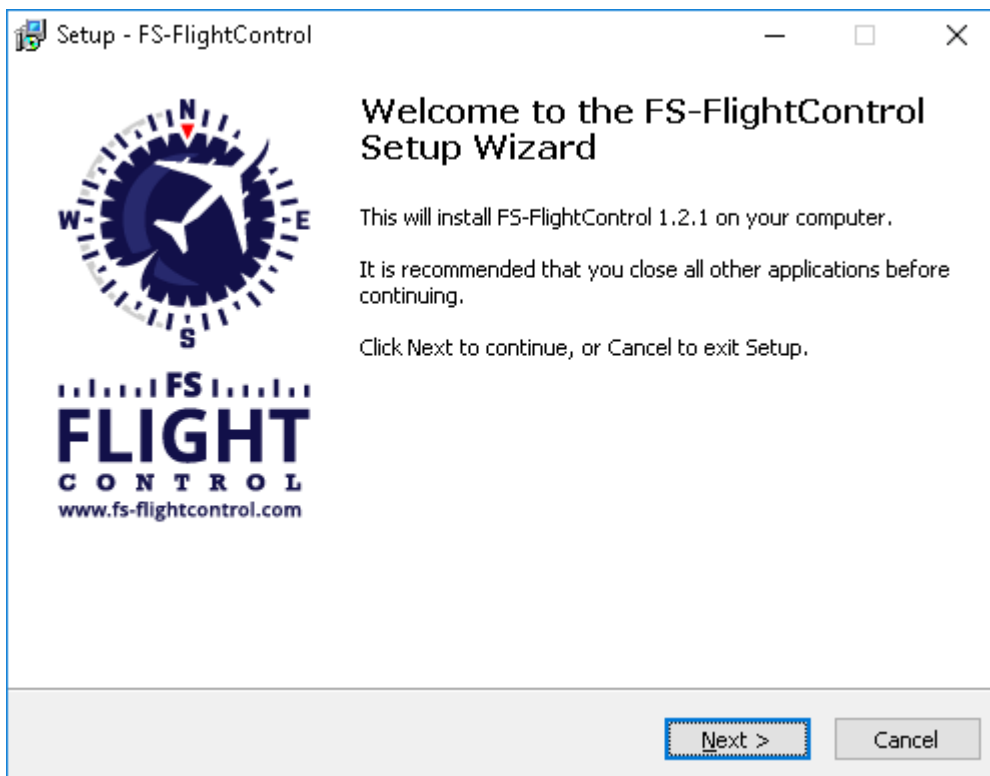 Setup - FS-FlightControl
N
W
E
S
FS
FLIGHT
CONTROL
www.fs-flightcontrol.com
Welcome to the FS-FlightControl
Setup Wizard
This will install FS-FlightControl 1.2.1 on your computer.
It is recommended that you close all other applications before
continuing.
Click Next to continue, or Cancel to exit Setup.
Next >
Cancel